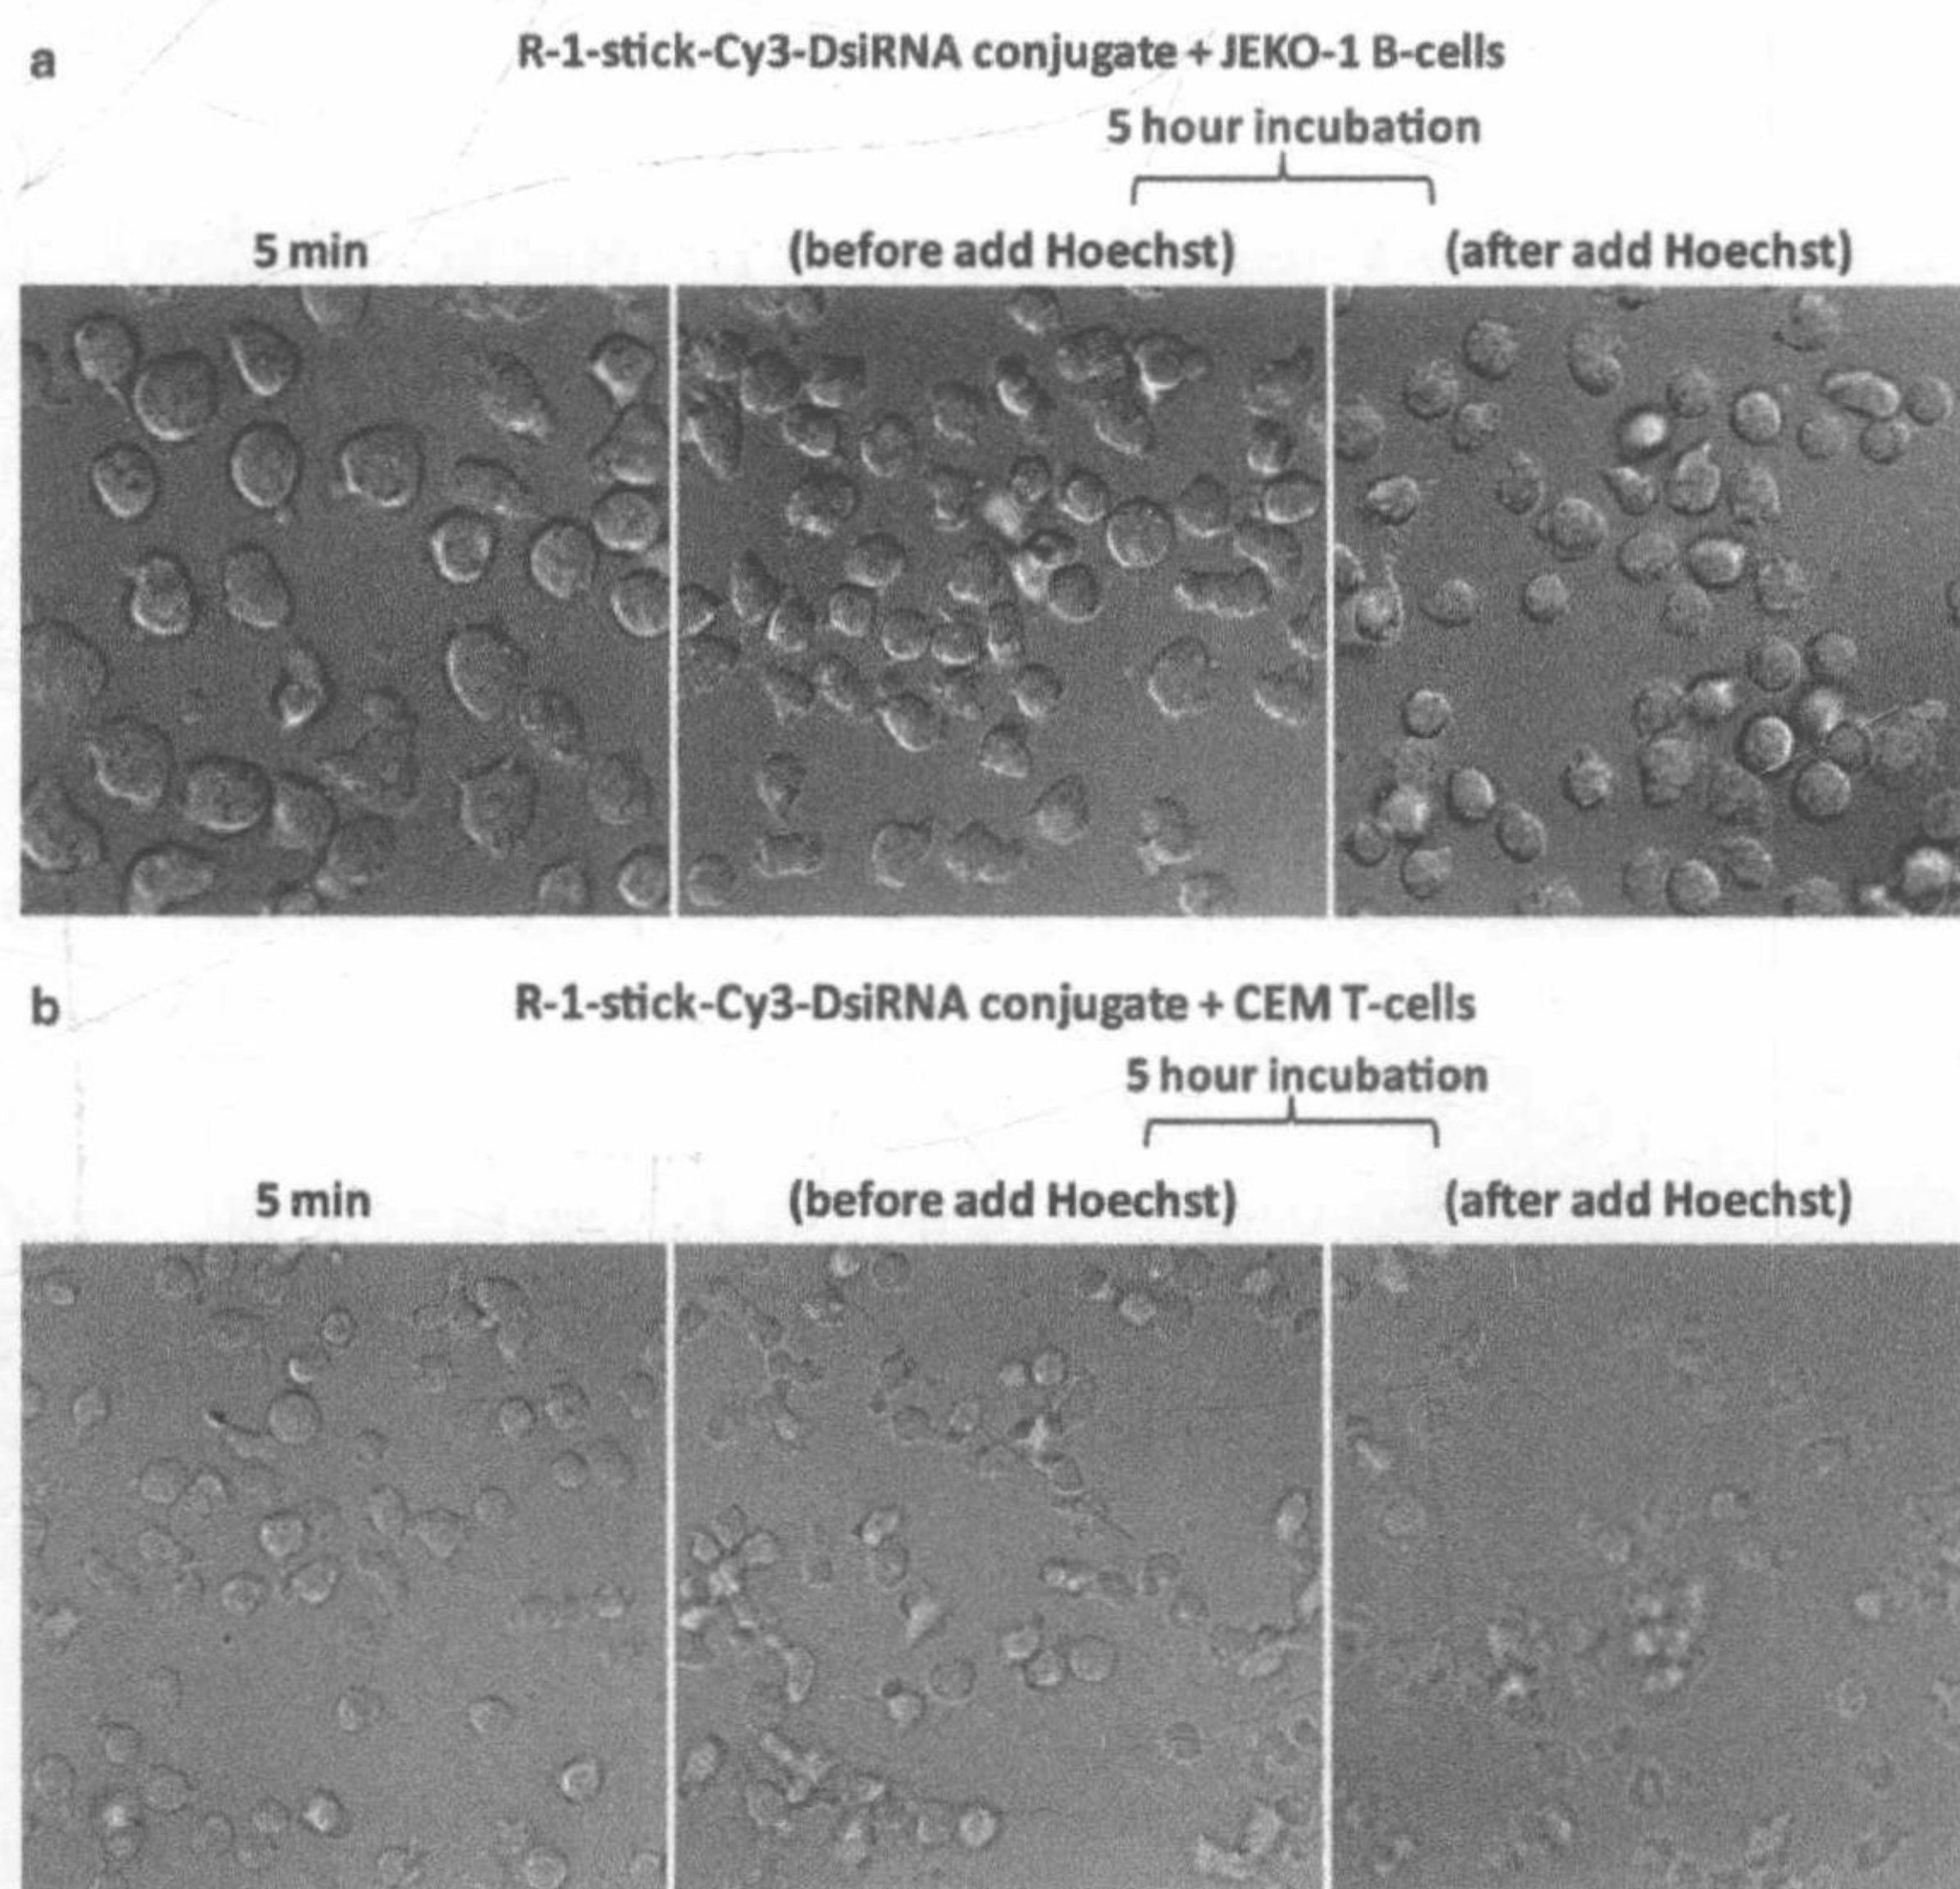 a
R-1-stick-Cy3-DsiRNA conjugate + JEKO-1 B-cells
5 hour incubation
5 min (before add Hoechst) (after add Hoechst)
b
R-1-stick-Cy3-DsiRNA conjugate + CEM T-cells
5 hour incubation
5 min (before add Hoechst) (after add Hoechst)